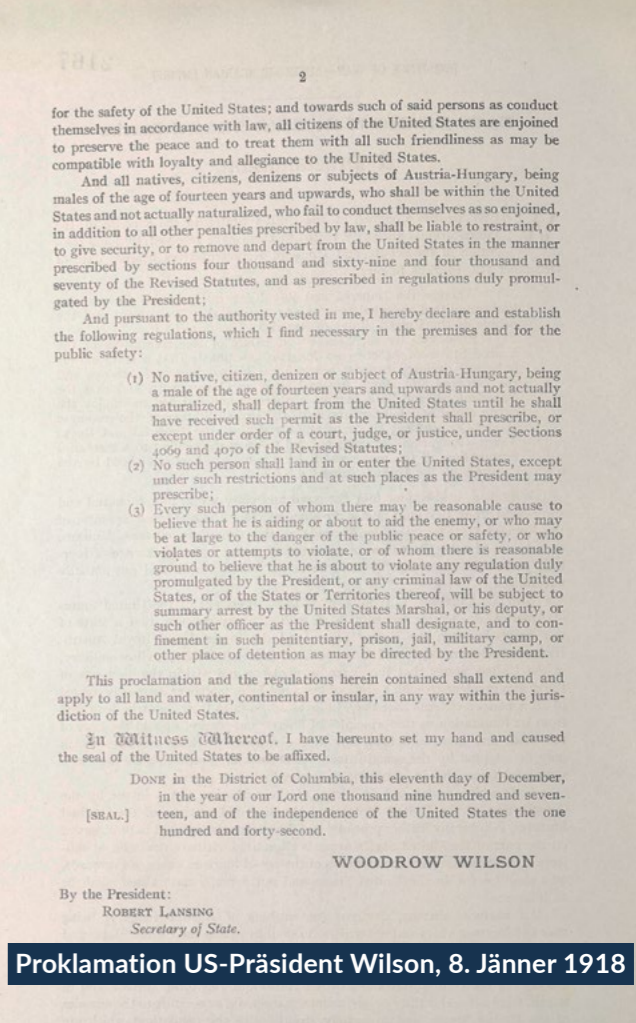 2
for the safety of the United States; and towards such of said persons as conduct
themselves in accordance with law, all citizens of the United States are enjoined
to preserve the peace and to treat them with all such friendliness as may be
compatible with loyalty and allegiance to the United States.
And all natives, citizens, denizens or subjects of Austria-Hungary, being
males of the age of fourteen years and upwards, who shall be within the United
States and not actually naturalized, who fail to conduct themselves as so enjoined,
in addition to all other penalties prescribed by law, shall be liable to restraint, or
to give security, or to remove and depart from the United States in the manner
prescribed by sections four thousand and sixty-nine and four thousand and
seventy of the Revised Statutes, and as prescribed in regulations duly promul-
gated by the President;
And pursuant to the authority vested in me, I hereby declare and establish
the following regulations, which I find necessary in the premises and for the
public safety:
(1) No native, citizen, denizen or subject of Austria-Hungary, being
a male of the age of fourteen years and upwards and not actually
naturalized, shall depart from the United States until he shall
have received such permit as the President shall prescribe, or
except under order of a court, judge, or justice, under Sections
4069 and 4070 of the Revised Statutes;
(2) No such person shall land in or enter the United States, except
under such restrictions and at such places as the President may
prescribe;
(3) Every such person of whom there may be reasonable cause to
believe that he is aiding or about to aid the enemy, or who may
be at large to the danger of the public peace or safety, or who
violates or attempts to violate, or of whom there is reasonable
ground to believe that he is about to violate any regulation duly
promulgated by the President, or any criminal law of the United
States, or of the States or Territories thereof, will be subject to
summary arrest by the United States Marshal, or his deputy, or
such other officer as the President shall designate, and to con-
finement in such penitentiary, prison, jail, military camp, or
other place of detention as may be directed by the President.
This proclamation and the regulations herein contained shall extend and
apply to all land and water, continental or insular, in any way within the juris-
diction of the United States.
In Witness Whereof, I have hereunto set my hand and caused
the seal of the United States to be affixed.
DONE in the District of Columbia, this eleventh day of December,
in the year of our Lord one thousand nine hundred and seven-
[SEAL.] teen, and of the independence of the United States the one
hundred and forty-second.
WOODROW WILSON
By the President:
ROBERT LANSING
Secretary of State.
Proklamation US-Präsident Wilson, 8. Jänner 1918